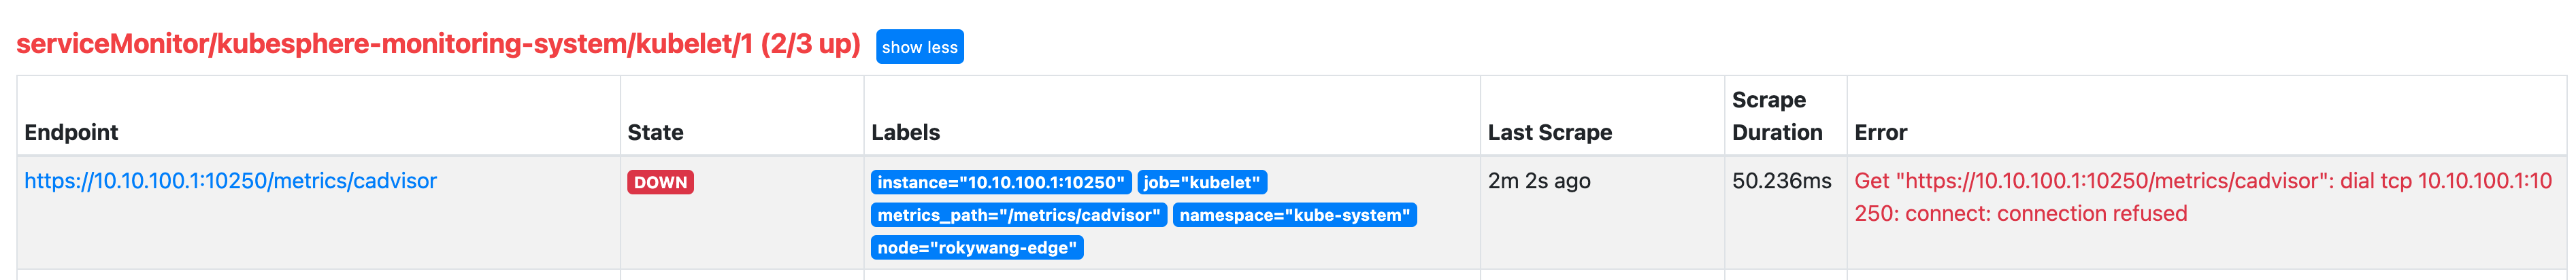 serviceMonitor/kubesphere-monitoring-system/kubelet/1 (2/3 up) show less
Endpoint State Labels Last Scrape Scrape Duration Error
https://10.10.100.1:10250/metrics/cadvisor DOWN instance="10.10.100.1:10250" job="kubelet" 2m 2s ago 50.236ms Get "https://10.10.100.1:10250/metrics/cadvisor": dial tcp 10.10.100.1:10
metrics_path="/metrics/cadvisor" namespace="kube-system" 250: connect: connection refused
node="rokywang-edge"